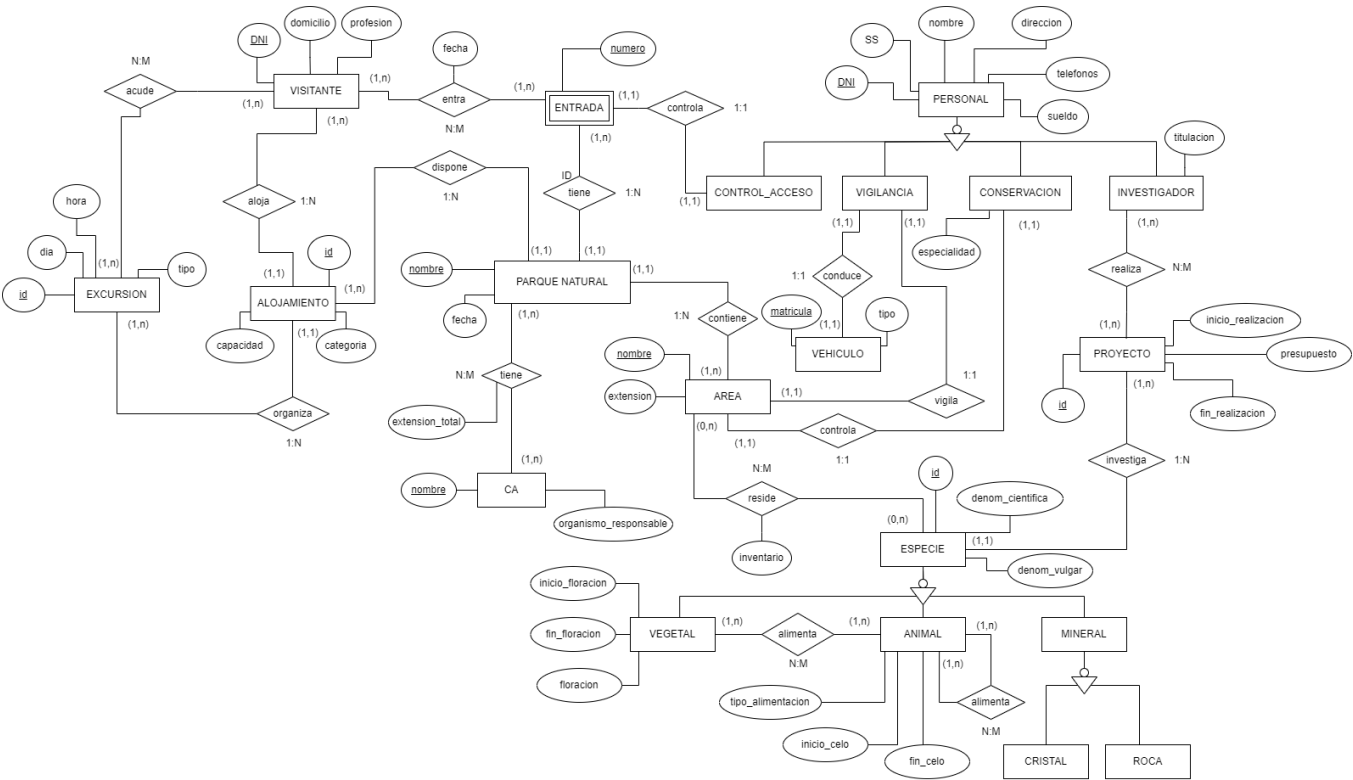 nombre
direccion
domicilio
profesion
DNI
SS
fecha
numero
N:M
telefonos
(1,n)
(1,n)
DNI
acude
VISITANTE
PERSONAL
(1,n)
(1,n)
entra
ENTRADA
(1,1)
controla
1:1
sueldo
(1,n)
N:M
(1,n)
titulacion
dispone
ID
tiene
1:N
CONTROL_ACCESO
VIGILANCIA
CONSERVACION
INVESTIGADOR
hora
aloja
1:N
1:N
(1,1)
(1,1)
(1,1)
(1,1)
(1,n)
dia
id
(1,1)
(1,1)
especialidad
(1,n)
tipo
(1,1)
nombre
(1,1)
1:1
conduce
realiza
N:M
id
EXCURSION
ALOJAMIENTO
(1,n)
PARQUE NATURAL
matricula
tipo
(1,n)
(1,1)
fecha
(1,n)
1:N
contiene
(1,1)
(1,n)
inicio_realizacion
capacidad
categoria
nombre
VEHICULO
PROYECTO
presupuesto
N:M
tiene
(1,n)
1:1
(1,n)
extension
AREA
(1,1)
vigila
id
fin_realizacion
organiza
extension_total
(0,n)
controla
1:N
(1,1)
1:1
(1,n)
N:M
investiga
1:N
nombre
CA
reside
id
denom_cientifica
organismo_responsable
(0,n)
inventario
ESPECIE
(1,1)
denom_vulgar
inicio_floracion
fin_floracion
VEGETAL
(1,n)
alimenta
(1,n)
ANIMAL
(1,n)
MINERAL
N:M
(1,n)
floracion
tipo_alimentacion
alimenta
N:M
inicio_celo
fin_celo
CRISTAL
ROCA